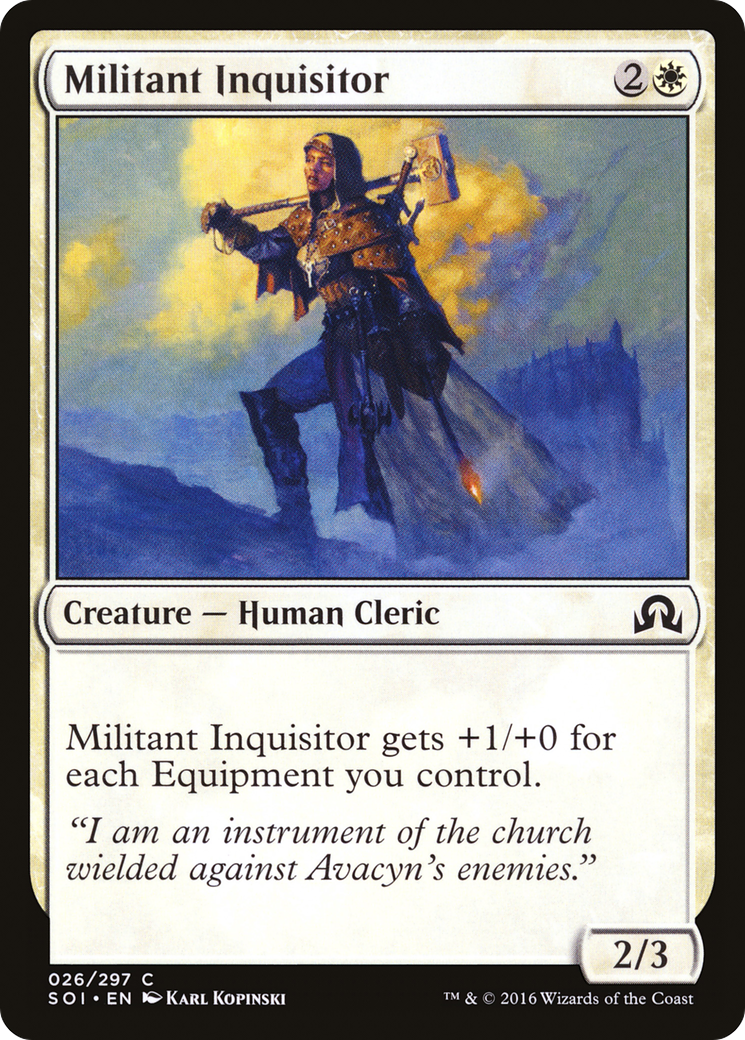 Militant Inquisitor 2
Creature — Human Cleric
Militant Inquisitor gets +1/+0 for
each Equipment you control.
“I am an instrument of the church
wielded against Avacyn’s enemies.”
2/3
026/297 C
SOI • EN Karl Kopinski
™ & © 2016 Wizards of the Coast